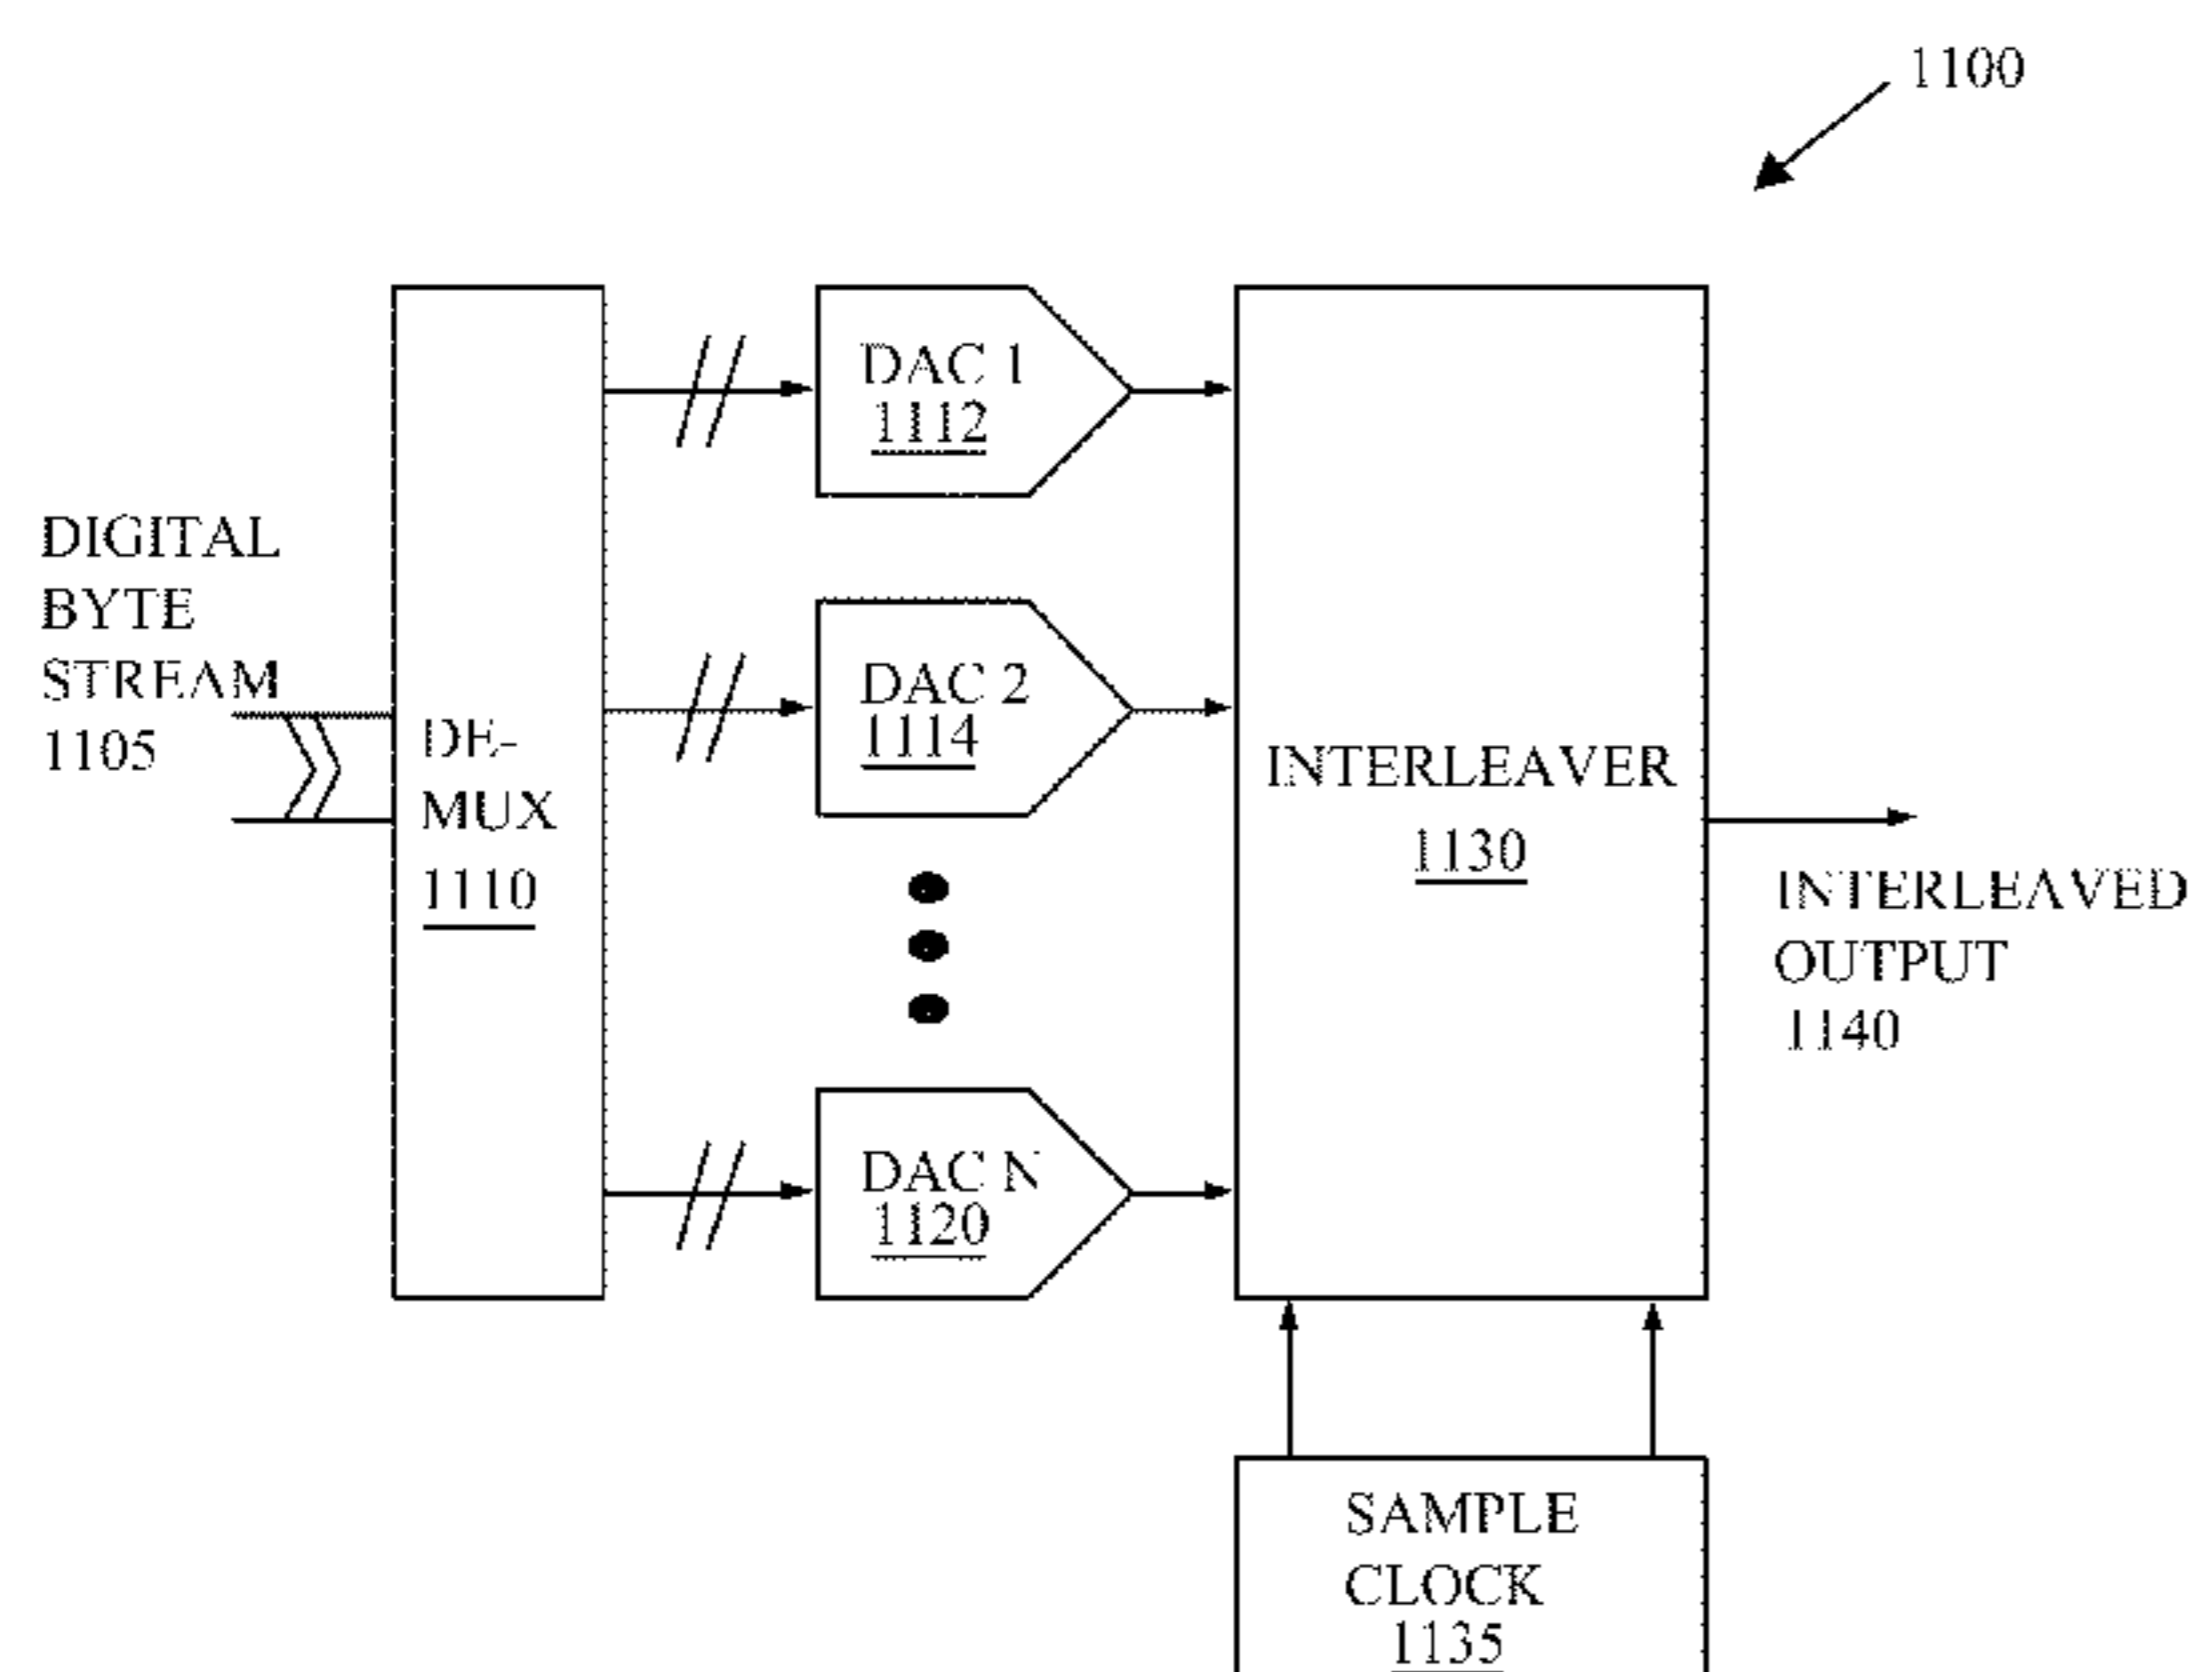 1100
DIGITAL
BYTE
STREAM
1105
DE-
MUX
1110
DAC 1
1112
DAC 2
1114
DAC N
1120
INTERLEAVER
1130
INTERLEAVED
OUTPUT
1140
SAMPLE
CLOCK
1135